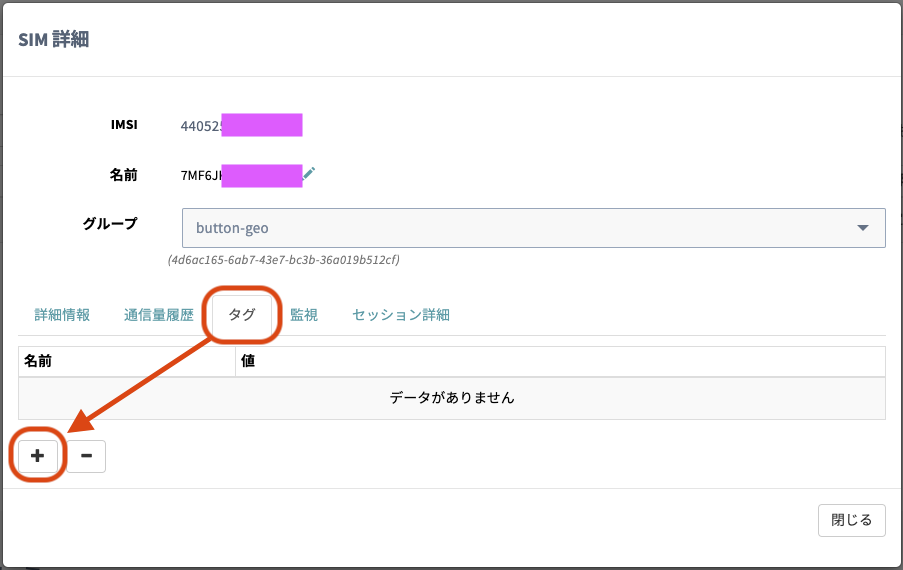 SIM 詳細
IMSI 44052
名前 7MF6J
グループ button-geo
(4d6ac165-6ab7-43e7-bc3b-36a019b512cf)
詳細情報 通信量履歴 タグ 監視 セッション詳細
名前 値
データがありません
+ −
閉じる